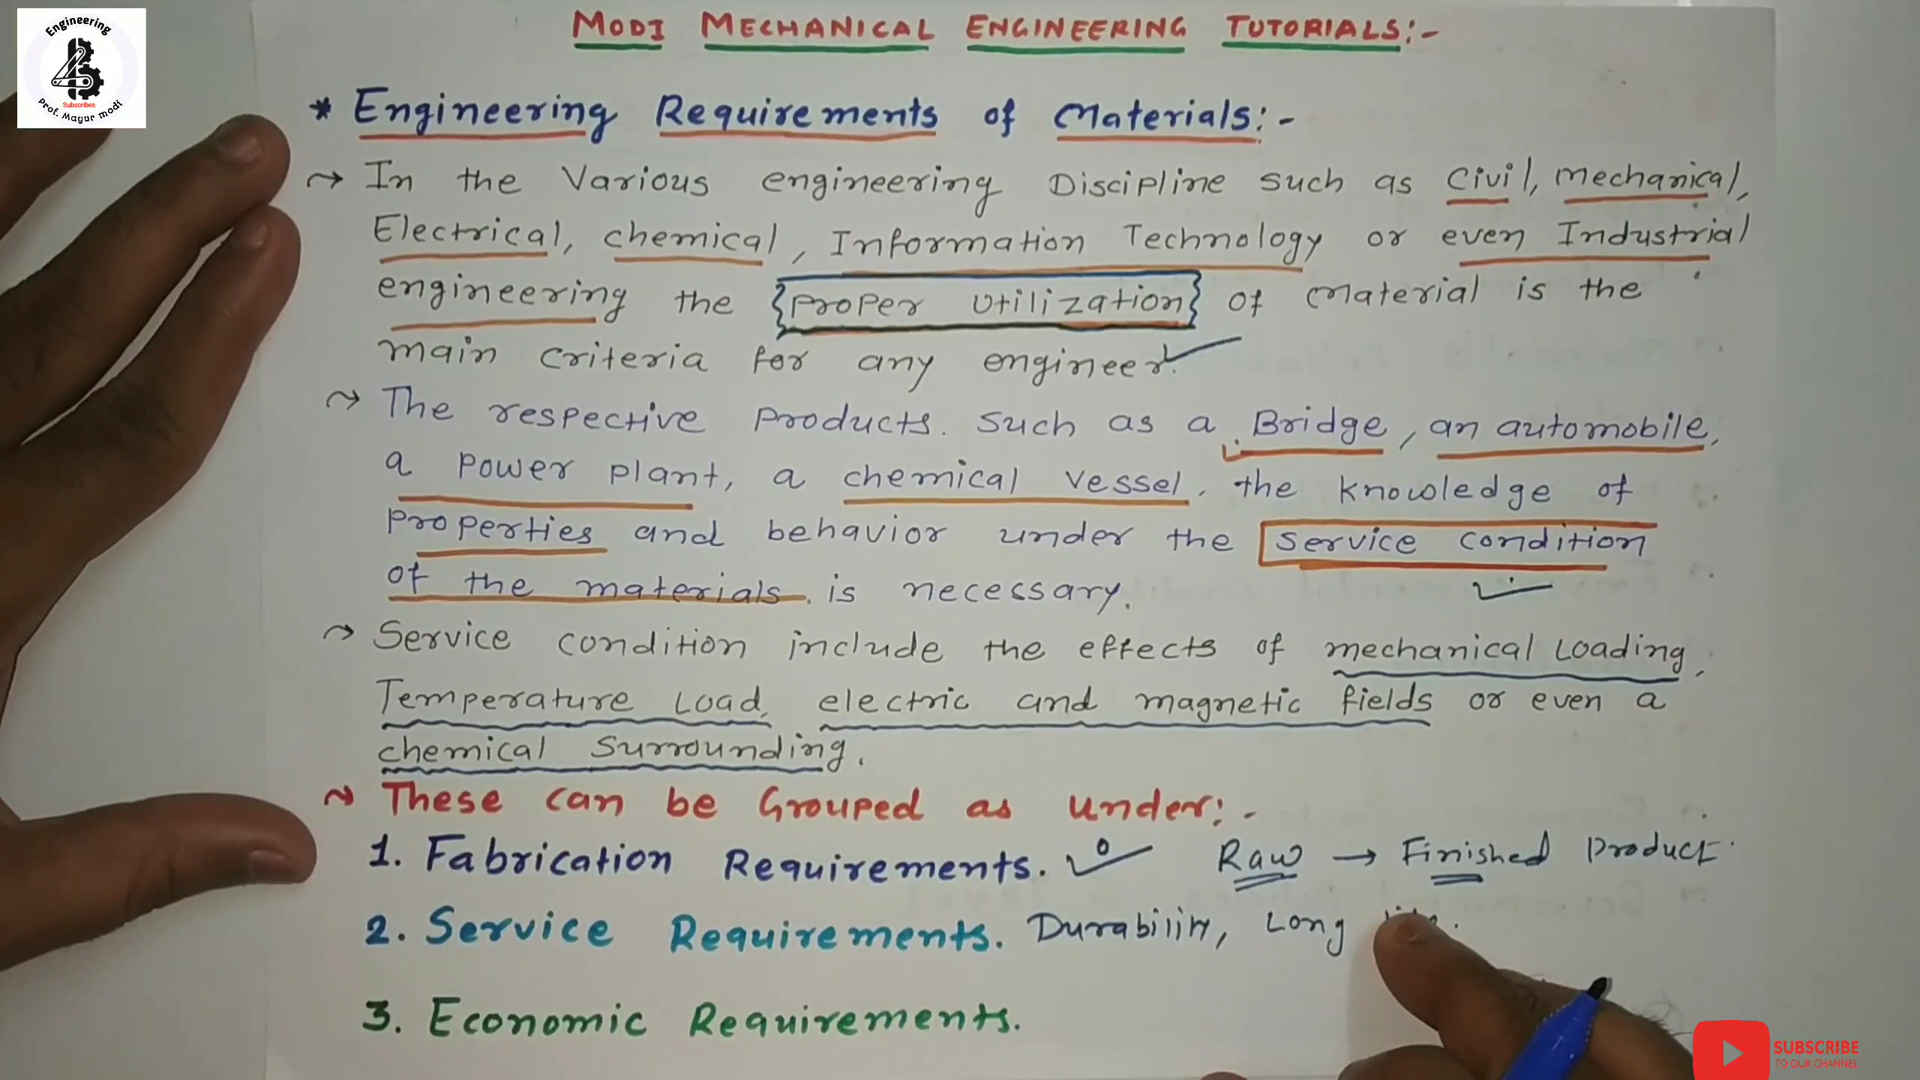 Engineering
Subscribes
Prof. Mayur modi
MODI MECHANICAL ENGINEERING TUTORIALS:-
* Engineering Requirements of Materials:-
→ In the Various engineering Discipline such as Civil, mechanical,
Electrical, chemical, Information Technology or even Industrial
engineering the {proper utilization} of material is the
main criteria for any engineer.
→ The respective Products. Such as a Bridge, an automobile,
a power plant, a chemical vessel, the knowledge of
properties and behavior under the service condition
of the materials. is necessary.
→ Service condition include the effects of mechanical Loading,
Temperature Load, electric and magnetic fields or even a
chemical surrounding.
→ These can be Grouped as under:-
1. Fabrication Requirements. Raw → Finished Product.
2. Service Requirements. Durability, Long
3. Economic Requirements.
SUBSCRIBE
TO OUR CHANNEL